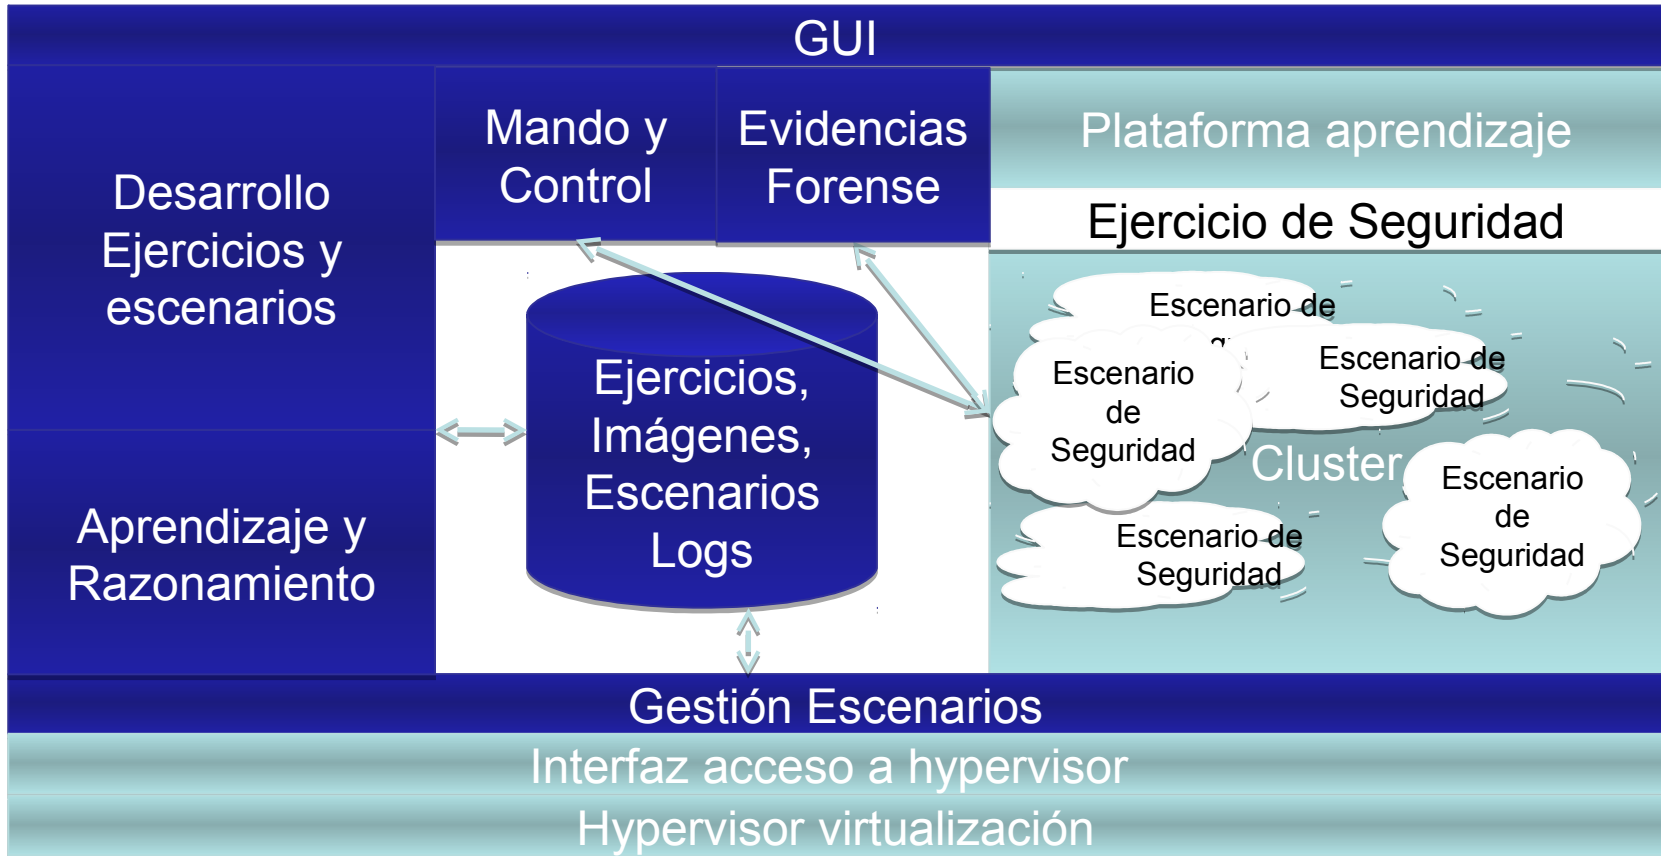 GUI
Desarrollo
Ejercicios y
escenarios
Mando y
Control
Evidencias
Forense
Plataforma aprendizaje
Ejercicio de Seguridad
Escenario de
Escenario de
Seguridad
Escenario
de
Seguridad
Cluster
Escenario
de
Seguridad
Escenario de
Seguridad
Ejercicios,
Imágenes,
Escenarios
Logs
Aprendizaje y
Razonamiento
Gestión Escenarios
Interfaz acceso a hypervisor
Hypervisor virtualización